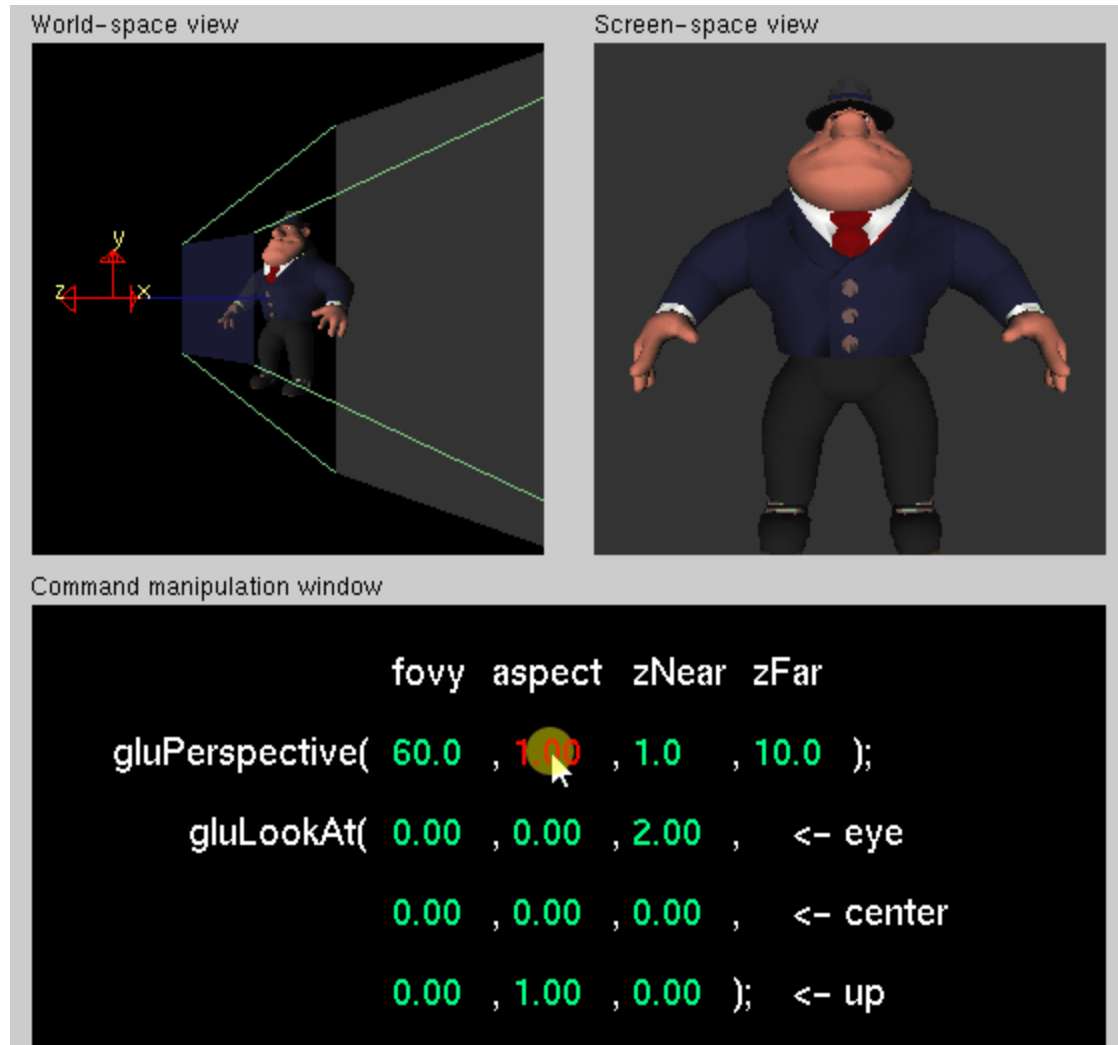 World-space view
Screen-space view
y
z x
Command manipulation window
fovy aspect zNear zFar
gluPerspective( 60.0 , 1.00 , 1.0 , 10.0 );
gluLookAt( 0.00 , 0.00 , 2.00 , <- eye
0.00 , 0.00 , 0.00 , <- center
0.00 , 1.00 , 0.00 ); <- up